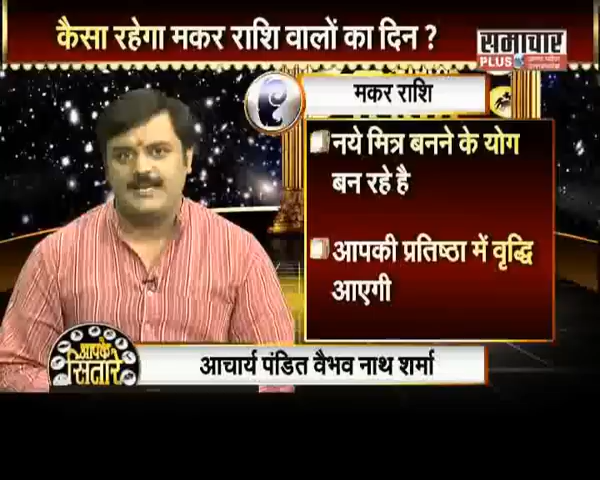 कैसा रहेगा मकर राशि वालों का दिन ?
समाचार
PLUS
मकर राशि
नये मित्र बनने के योग
बन रहे है
आपकी प्रतिष्ठा में वृद्धि
आएगी
आपके
सितारे
आचार्य पंडित वैभव नाथ शर्मा